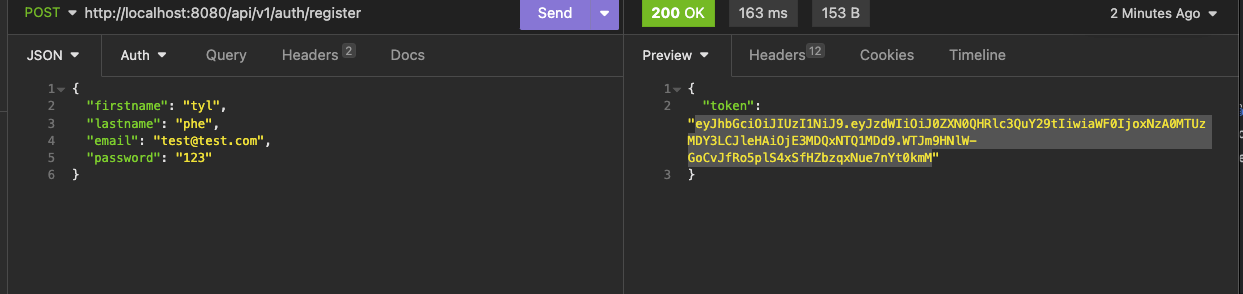 POST http://localhost:8080/api/v1/auth/register Send 200 OK 163 ms 153 B 2 Minutes Ago
JSON Auth Query Headers 2 Docs Preview Headers 12 Cookies Timeline
1 {
2 "firstname": "tyl",
3 "lastname": "phe",
4 "email": "test@test.com",
5 "password": "123"
6 }
1 {
2 "token":
"eyJhbGciOiJIUzI1NiJ9.eyJzdWIiOiJ0ZXN0QHRlc3QuY29tIiwiaWF0IjoxNzA0MTUz
MDY3LCJleHAiOjE3MDQxNTQ1MDd9.WTJm9HNlW-
GoCvJfRo5plS4xSfHZbzqxNue7nYt0kmM"
3 }